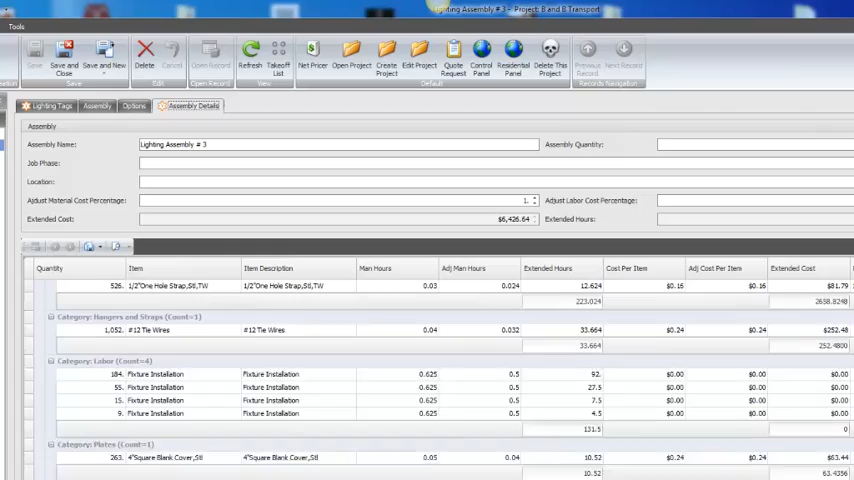 Lighting Assembly # 3 - Project: B and B Transport
Tools
Save
Save and Close
Save and New
Delete
Cancel
Open Record
Refresh
Takeoff List
Net Pricer
Open Project
Create Project
Edit Project
Quote Request
Control Panel
Residential Panel
Delete This Project
Previous Record
Next Record
Save
Edit
Open Record
View
Default
Records Navigation
Lighting Tags
Assembly
Options
Assembly Details
Assembly
Assembly Name: Lighting Assembly # 3 Assembly Quantity:
Job Phase:
Location:
Adjust Material Cost Percentage: 1. Adjust Labor Cost Percentage:
Extended Cost: $6,426.64 Extended Hours:
Quantity Item Item Description Man Hours Adj Man Hours Extended Hours Cost Per Item Adj Cost Per Item Extended Cost
526. 1/2"One Hole Strap,Stl,TW 1/2"One Hole Strap,Stl,TW 0.03 0.024 12.624 $0.16 $0.16 $81.79
223.024 2658.8248
Category: Hangers and Straps (Count=1)
1,052. #12 Tie Wires #12 Tie Wires 0.04 0.032 33.664 $0.24 $0.24 $252.48
33.664 252.4800
Category: Labor (Count=4)
184. Fixture Installation Fixture Installation 0.625 0.5 92. $0.00 $0.00 $0.00
55. Fixture Installation Fixture Installation 0.625 0.5 27.5 $0.00 $0.00 $0.00
15. Fixture Installation Fixture Installation 0.625 0.5 7.5 $0.00 $0.00 $0.00
9. Fixture Installation Fixture Installation 0.625 0.5 4.5 $0.00 $0.00 $0.00
131.5 0
Category: Plates (Count=1)
263. 4"Square Blank Cover,Stl 4"Square Blank Cover,Stl 0.05 0.04 10.52 $0.24 $0.24 $63.44
10.52 63.4356